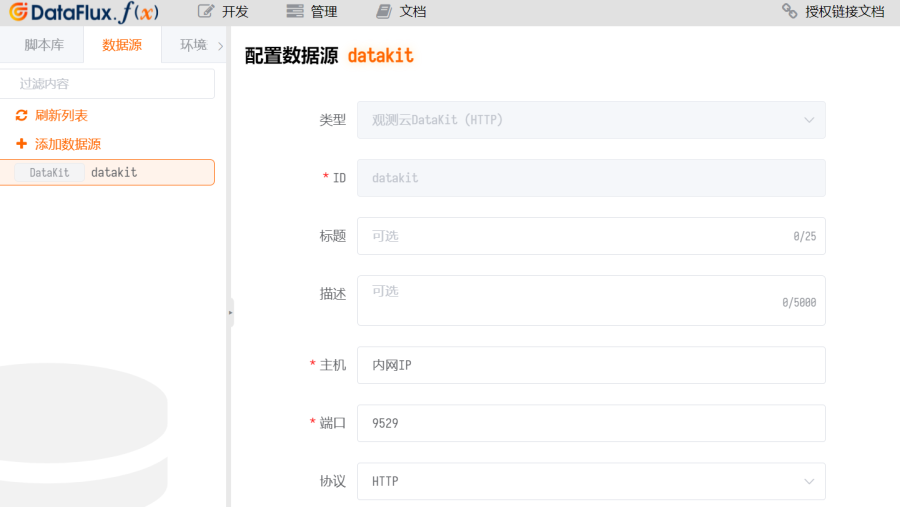 DataFlux.f(x) 开发 管理 文档 授权链接文档
脚本库 数据源 环境
过滤内容
刷新列表
添加数据源
DataKit datakit
配置数据源 datakit
类型 观测云DataKit (HTTP)
* ID datakit
标题 可选 0/25
描述 可选 0/5000
* 主机 内网IP
* 端口 9529
协议 HTTP